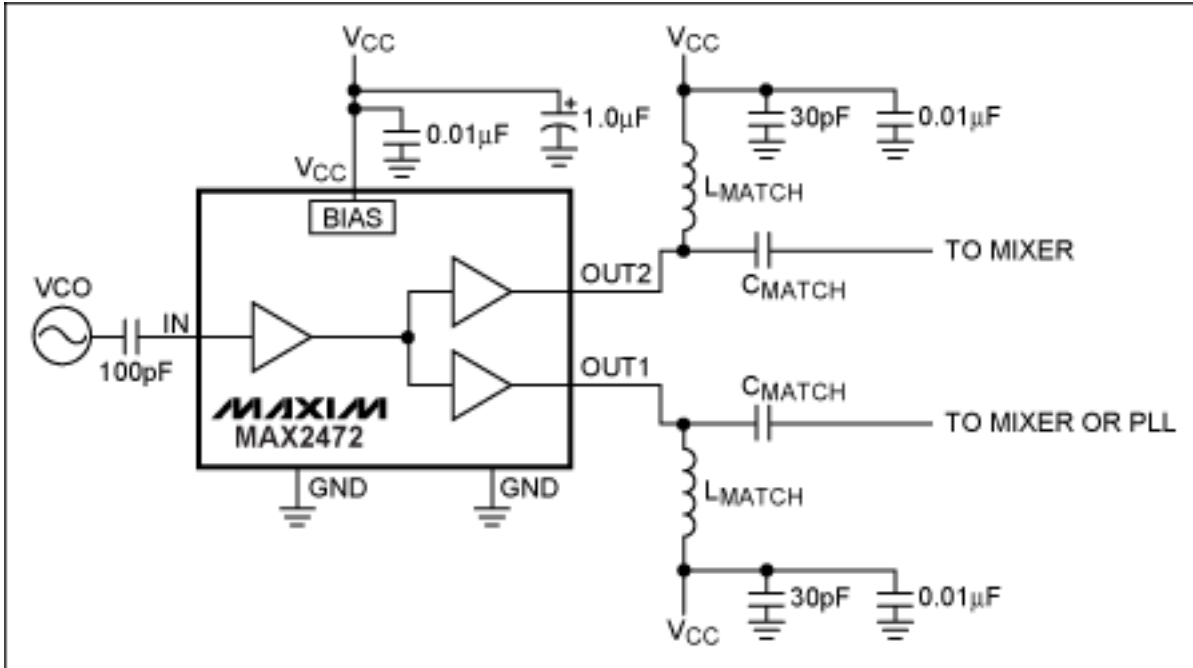 VCC
VCC
0.01µF
1.0µF
30pF
0.01µF
VCC
BIAS
LMATCH
OUT2
TO MIXER
CMATCH
VCO
IN
100pF
OUT1
CMATCH
TO MIXER OR PLL
MAXIM
MAX2472
GND
GND
LMATCH
30pF
0.01µF
VCC